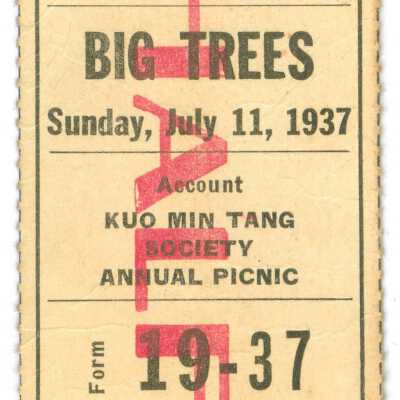 BIG TREES
Sunday, July 11, 1937
Account
KUO MIN TANG
SOCIETY
ANNUAL PICNIC
Form
19-37